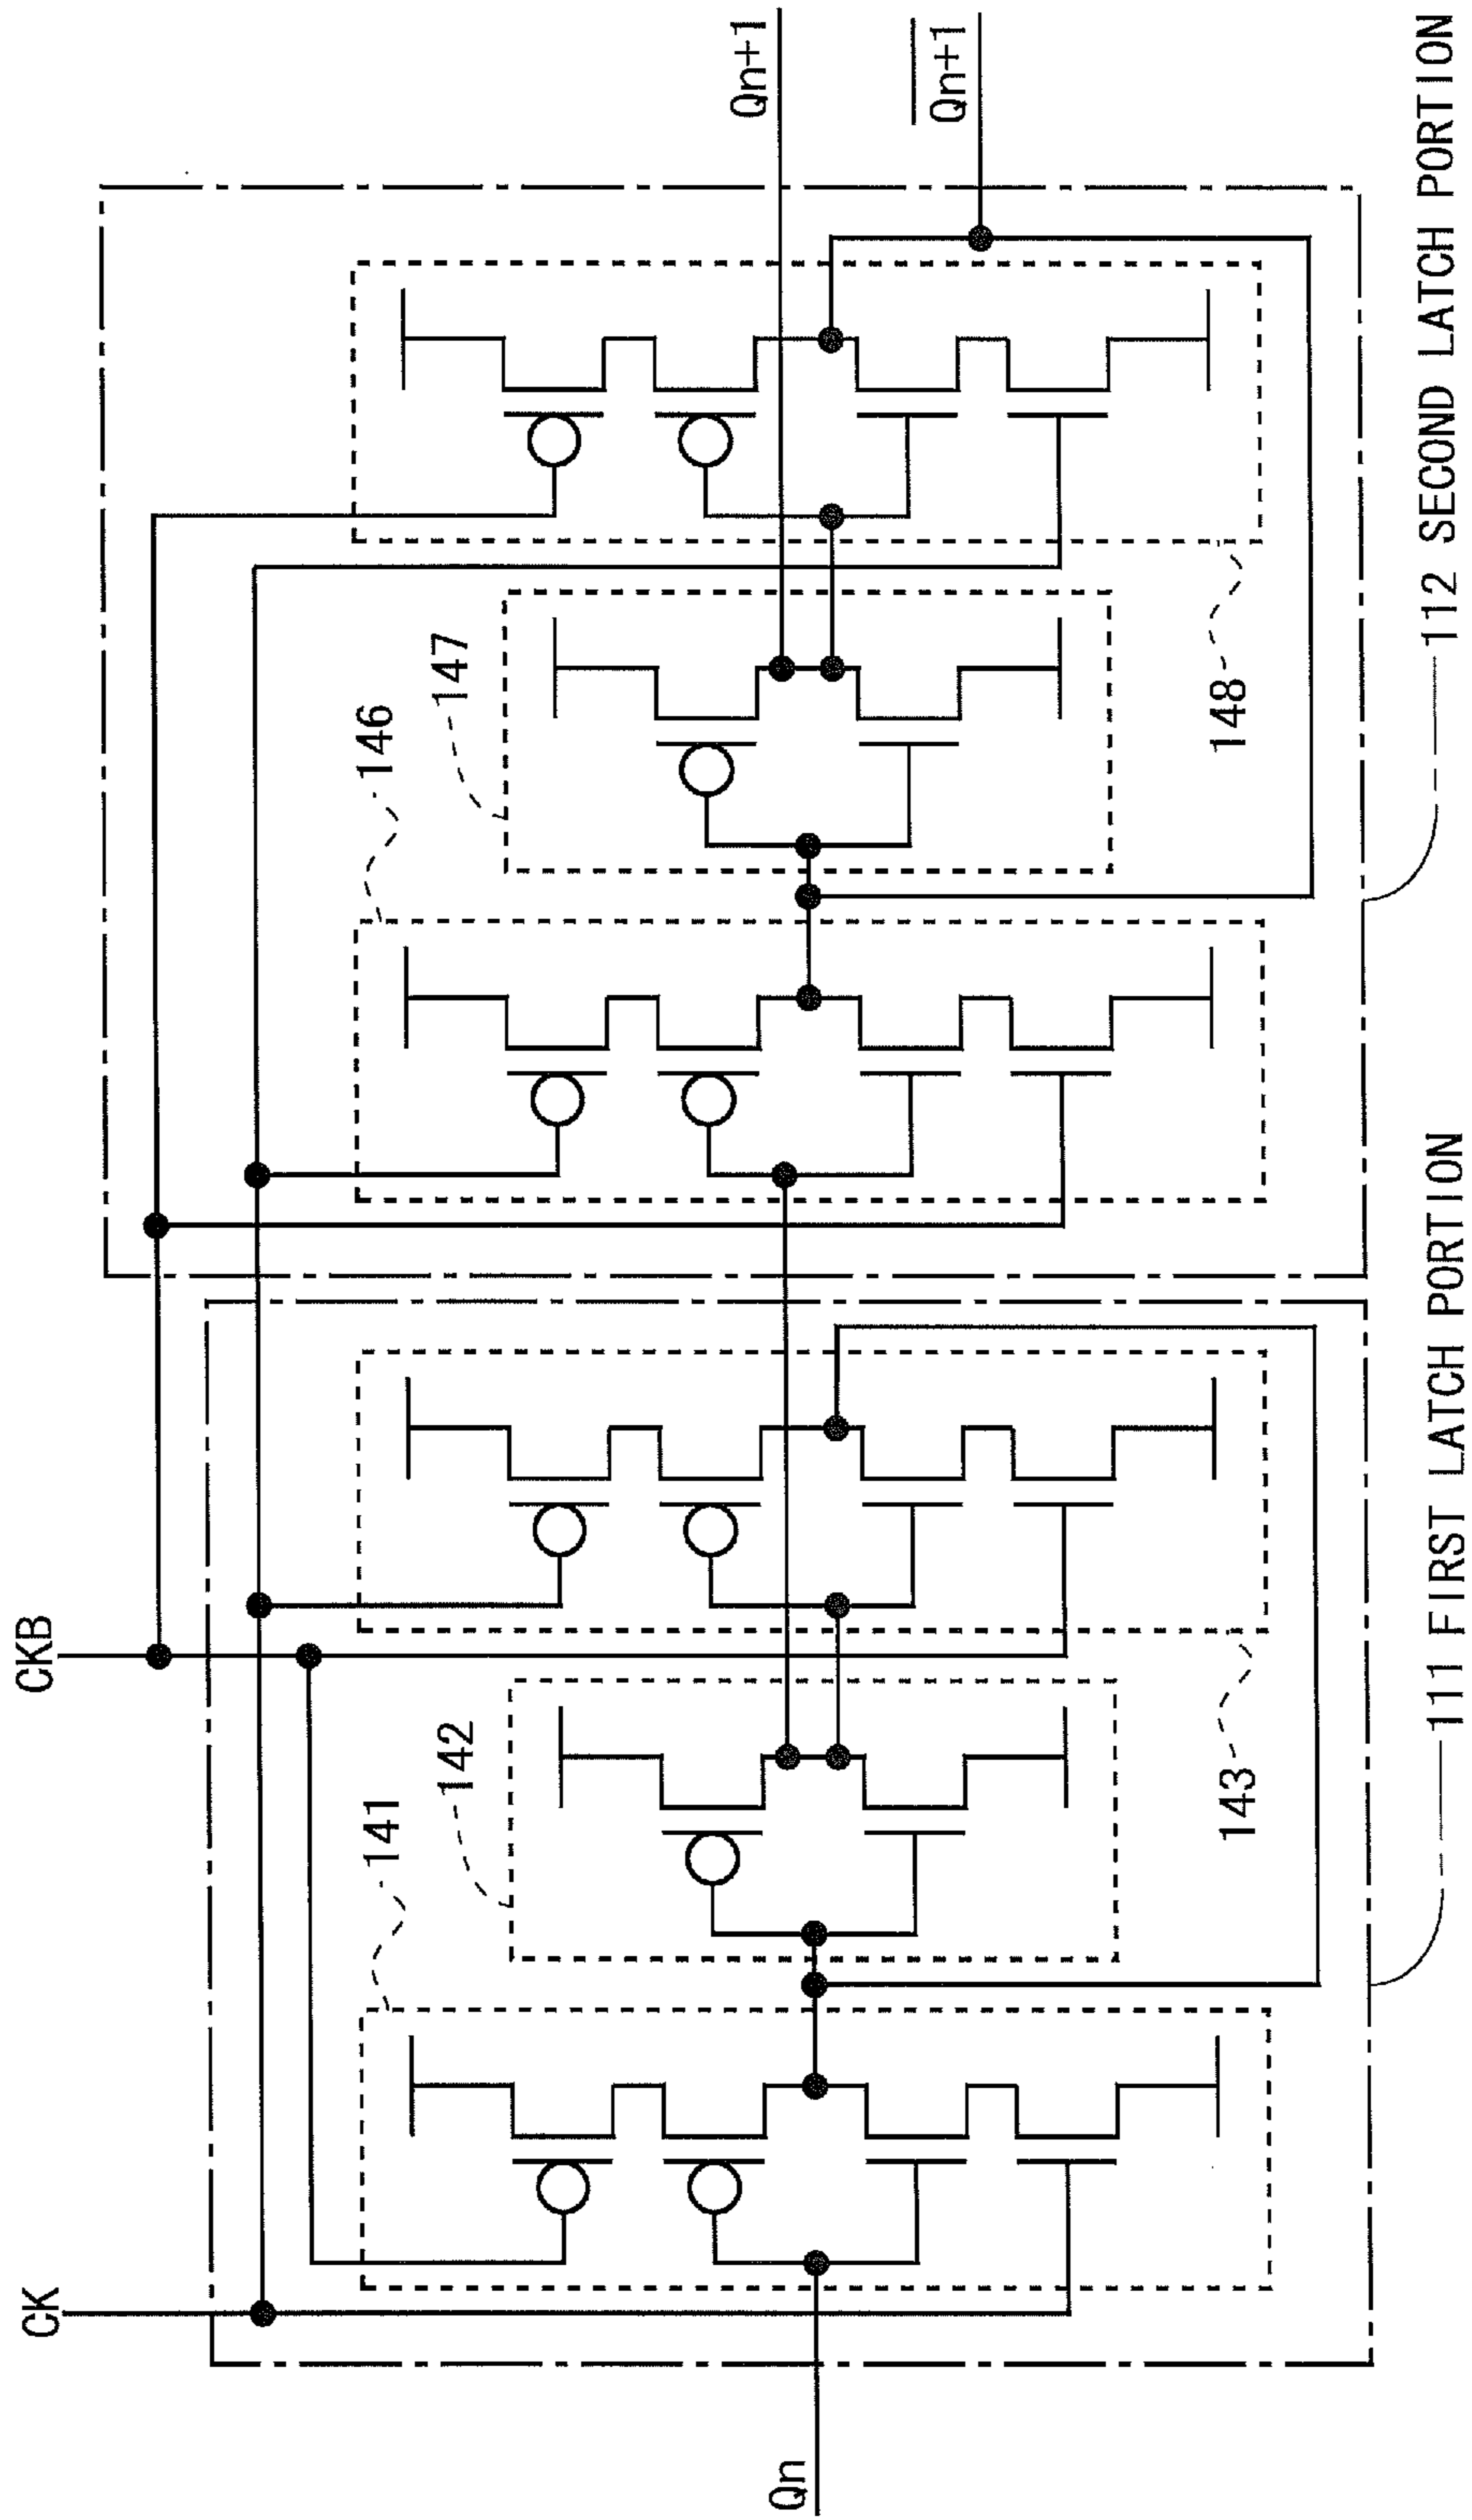 CK
CKB
Qn
Qn+1
Qn+1
141
142
143
146
147
148
111 FIRST LATCH PORTION
112 SECOND LATCH PORTION